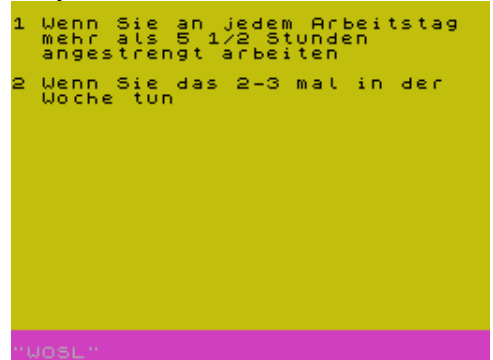 1 Wenn Sie an jedem Arbeitstag
mehr als 5 1/2 Stunden
angestrengt arbeiten
2 Wenn Sie das 2-3 mal in der
Woche tun
"WOSL"